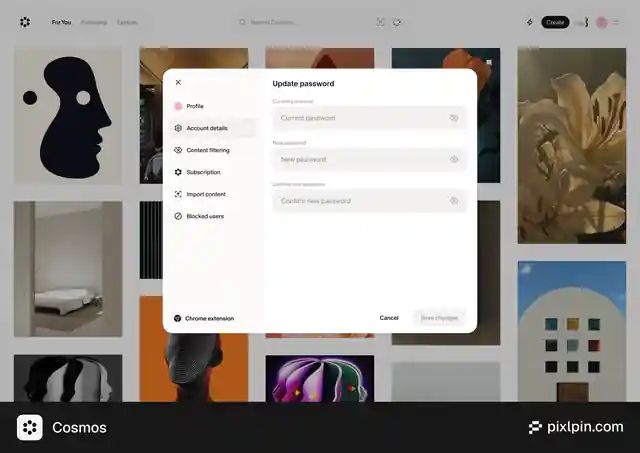 For You
Following
Explore
Search Cosmos...
Create
Update password
Current password
Current password
New password
New password
Confirm new password
Confirm new password
Profile
Account details
Content filtering
Subscription
Import content
Blocked users
Chrome extension
Cancel
Save changes
Cosmos
pixlpin.com